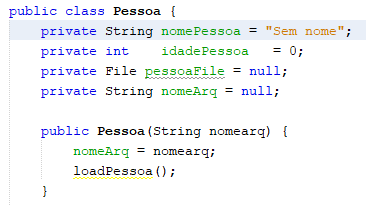 public class Pessoa {
    private String nomePessoa = "Sem nome";
    private int    idadePessoa   = 0;
    private File pessoaFile = null;
    private String nomeArq = null;

    public Pessoa(String nomearq) {
        nomeArq = nomearq;
        loadPessoa();
    }